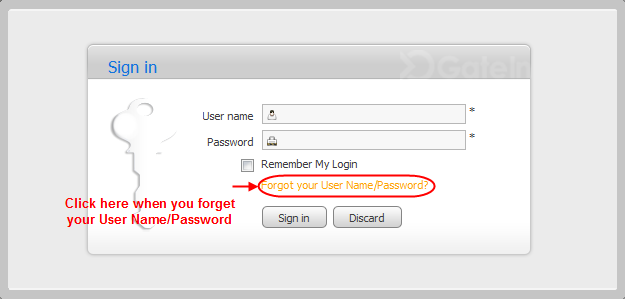 Sign in
GateIn
User name *
Password *
Remember My Login
Forgot your User Name/Password?
Click here when you forget
your User Name/Password
Sign in Discard